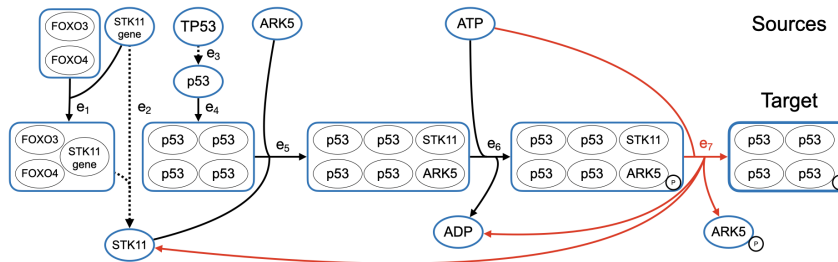 FOXO3
FOXO4
STK11
gene
TP53
ARK5
ATP
Sources
e3
p53
e1
e2
e4
Target
FOXO3
FOXO4
STK11
gene
p53 p53
p53 p53
e5
p53 p53 STK11
p53 p53 ARK5
e6
p53 p53 STK11
p53 p53 ARK5 P
e7
p53 p53
p53 p53
STK11
ADP
ARK5 P